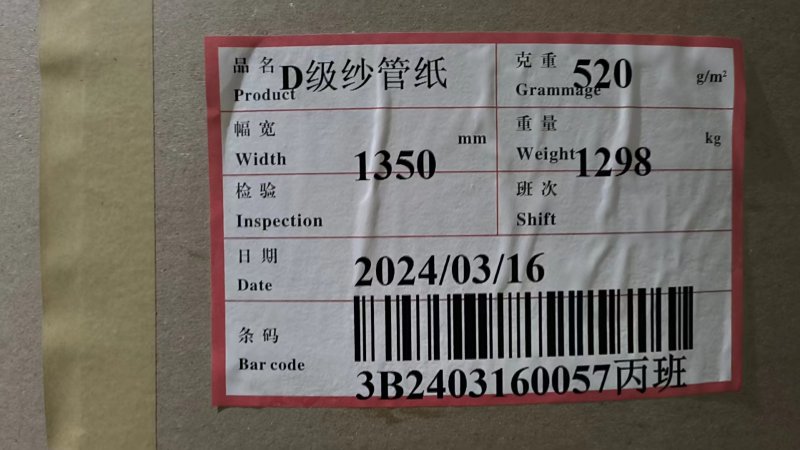 品名 D级纱管纸 克重 520 g/m²
Product Grammage
幅宽 1350 mm 重量 1298 kg
Width Weight
检验 班次
Inspection Shift
日期 2024/03/16
Date
条码
Bar code
3B2403160057丙班